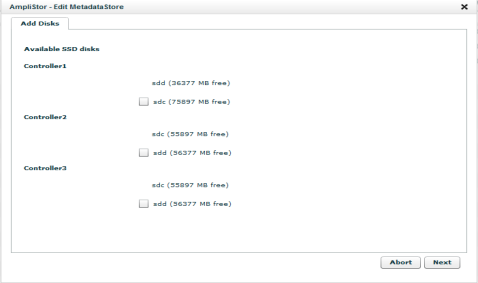 AmpliStor - Edit MetadataStore
Add Disks
Available SSD disks
Controller1
sdd (36377 MB free)
sdc (75897 MB free)
Controller2
sdc (55897 MB free)
sdd (56377 MB free)
Controller3
sdc (55897 MB free)
sdd (56377 MB free)
Abort Next